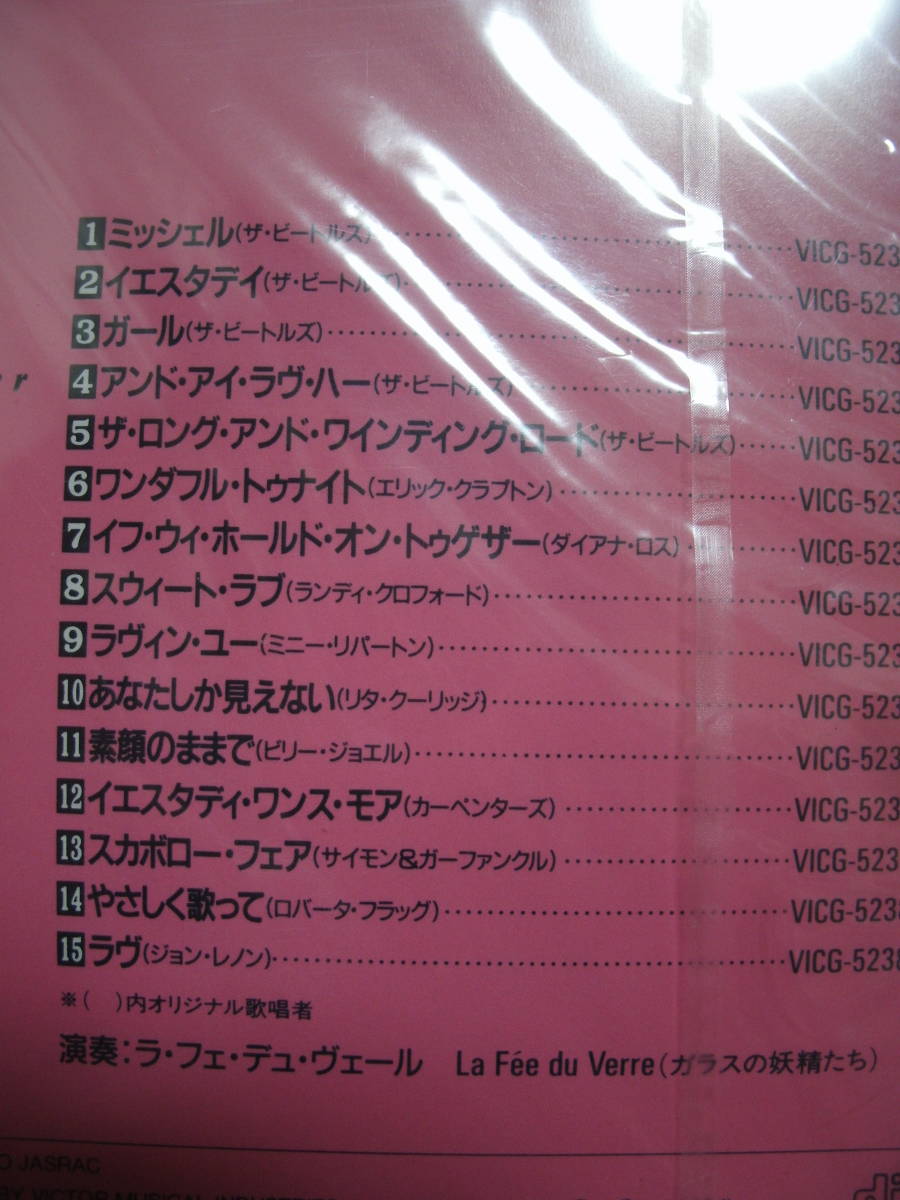 1 ミッシェル(ザ・ビートルズ)………VICG-523
2 イエスタデイ(ザ・ビートルズ)………VICG-523
3 ガール(ザ・ビートルズ)………VICG-523
4 アンド・アイ・ラヴ・ハー(ザ・ビートルズ)………VICG-523
5 ザ・ロング・アンド・ワインディング・ロード(ザ・ビートルズ)……VICG-523
6 ワンダフル・トゥナイト(エリック・クラプトン)………VICG-523
7 イフ・ウィ・ホールド・オン・トゥゲザー(ダイアナ・ロス)………VICG-523
8 スウィート・ラブ(ランディ・クロフォード)………VICG-523
9 ラヴィン・ユー(ミニー・リパートン)………VICG-523
10 あなたしか見えない(リタ・クーリッジ)………VICG-523
11 素顔のままで(ビリー・ジョエル)………VICG-523
12 イエスタディ・ワンス・モア(カーペンターズ)………VICG-523
13 スカボロー・フェア(サイモン&ガーファンクル)………VICG-523
14 やさしく歌って(ロバータ・フラッグ)………VICG-5238
15 ラヴ(ジョン・レノン)………VICG-5238
※( )内オリジナル歌唱者
演奏：ラ・フェ・デュ・ヴェール La Fée du Verre(ガラスの妖精たち)
JASRAC
BY VICTOR MUSICAL